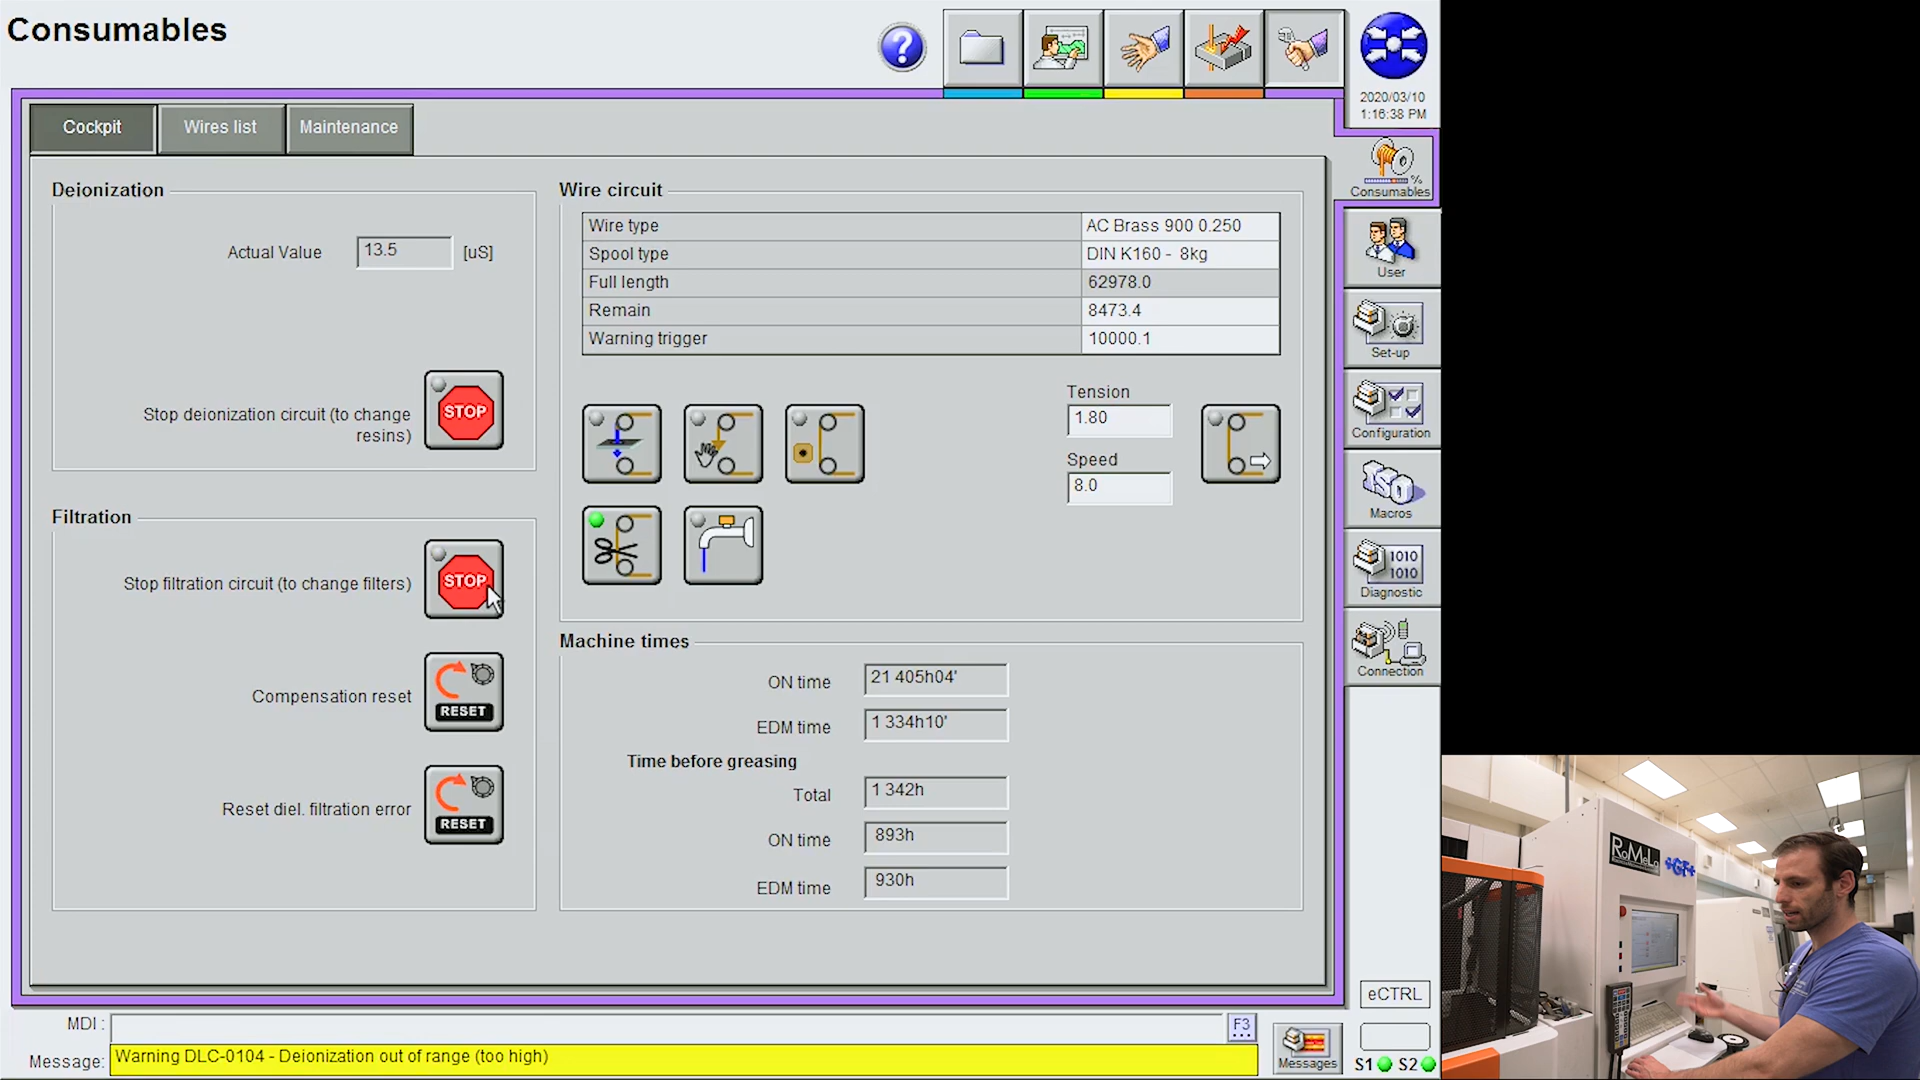 Consumables
?
2020/03/10
1:16:38 PM
Cockpit
Wires list
Maintenance
%
Consumables
Deionization
Actual Value
13.5
[uS]
STOP
Stop deionization circuit (to change
resins)
Filtration
Stop filtration circuit (to change filters)
STOP
Compensation reset
RESET
Reset diel. filtration error
RESET
Wire circuit
Wire type
AC Brass 900 0.250
Spool type
DIN K160 - 8kg
Full length
62978.0
Remain
8473.4
Warning trigger
10000.1
Tension
1.80
Speed
8.0
Machine times
ON time
21 405h04'
EDM time
1 334h10'
Time before greasing
Total
1 342h
ON time
893h
EDM time
930h
User
Set-up
Configuration
ISO
Macros
1010
1010
Diagnostic
Connection
eCTRL
MDI :
F3
...
Message:
Warning DLC-0104 - Deionization out of range (too high)
Messages
S1
S2
RoMeLa
+GF+